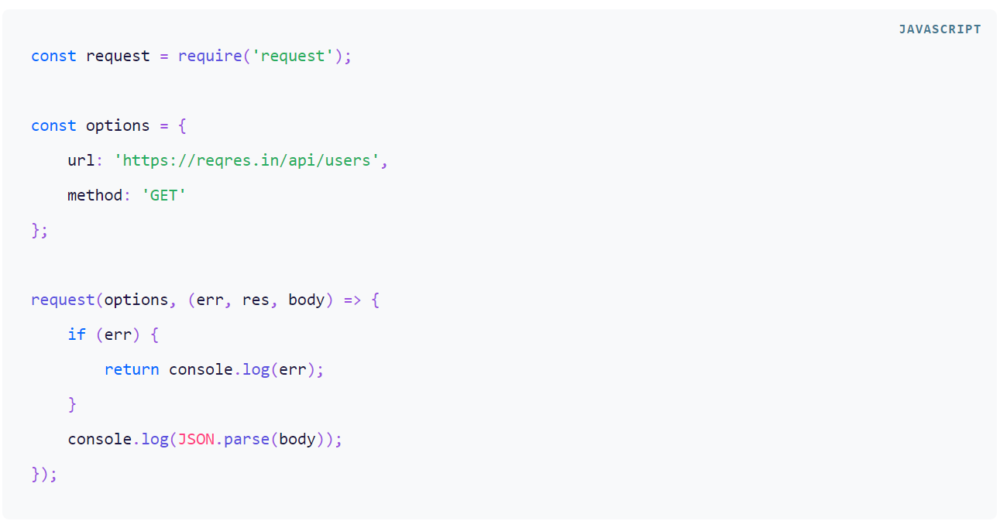 JAVASCRIPT
const request = require('request');
const options = {
    url: 'https://reqres.in/api/users',
    method: 'GET'
};
request(options, (err, res, body) => {
    if (err) {
        return console.log(err);
    }
    console.log(JSON.parse(body));
});